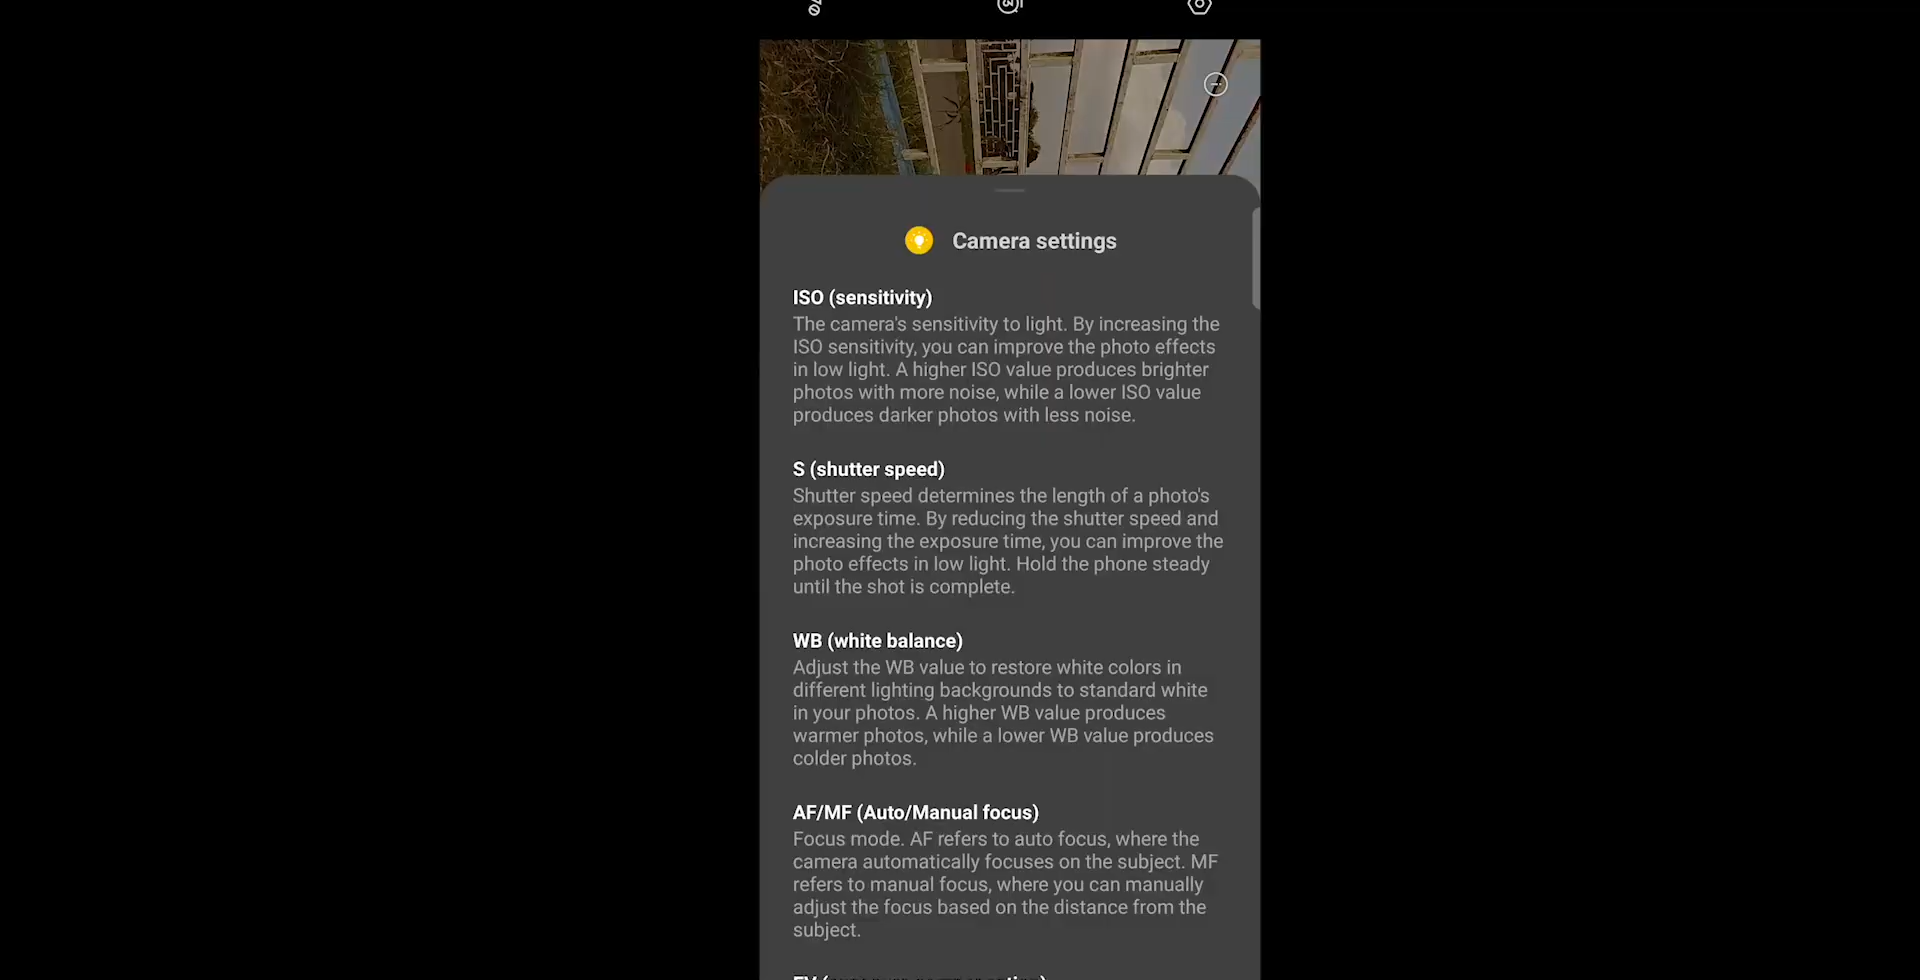 Camera settings
ISO (sensitivity)
The camera's sensitivity to light. By increasing the
ISO sensitivity, you can improve the photo effects
in low light. A higher ISO value produces brighter
photos with more noise, while a lower ISO value
produces darker photos with less noise.
S (shutter speed)
Shutter speed determines the length of a photo's
exposure time. By reducing the shutter speed and
increasing the exposure time, you can improve the
photo effects in low light. Hold the phone steady
until the shot is complete.
WB (white balance)
Adjust the WB value to restore white colors in
different lighting backgrounds to standard white
in your photos. A higher WB value produces
warmer photos, while a lower WB value produces
colder photos.
AF/MF (Auto/Manual focus)
Focus mode. AF refers to auto focus, where the
camera automatically focuses on the subject. MF
refers to manual focus, where you can manually
adjust the focus based on the distance from the
subject.